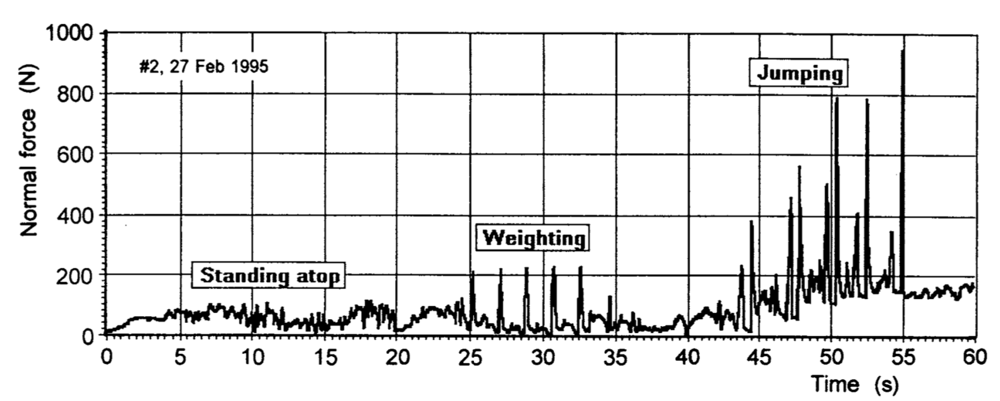 1000
#2, 27 Feb 1995
Jumping
800
Normal force (N)
600
400
Weighting
200
Standing atop
0
0 5 10 15 20 25 30 35 40 45 50 55 60
Time (s)